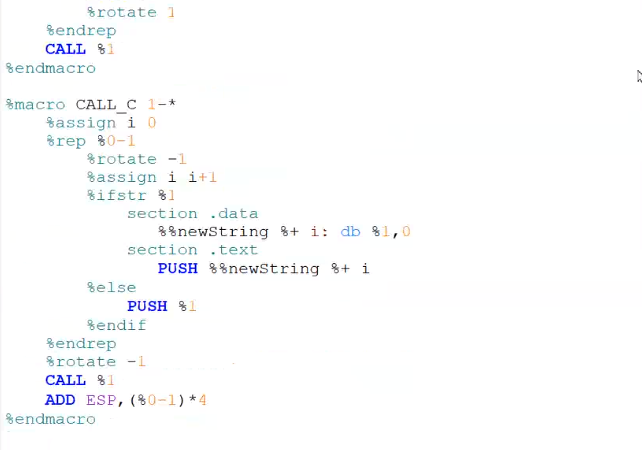 %rotate 1
%endrep
CALL %1
%endmacro
%macro CALL_C 1-*
%assign i 0
%rep %0-1
%rotate -1
%assign i i+1
%ifstr %1
section .data
%%newString %+ i: db %1,0
section .text
PUSH %%newString %+ i
%else
PUSH %1
%endif
%endrep
%rotate -1
CALL %1
ADD ESP,(%0-1)*4
%endmacro